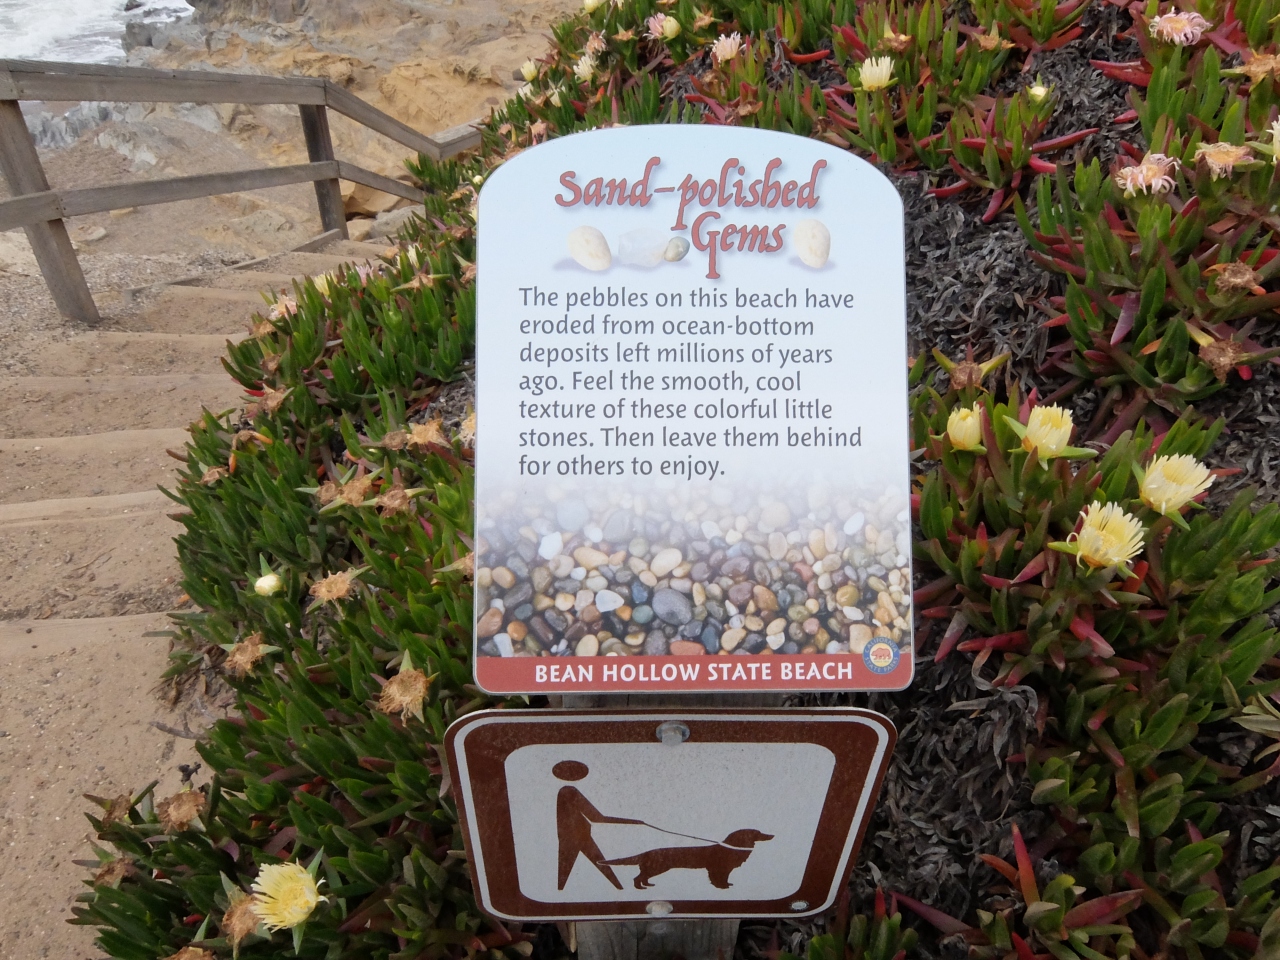 Sand-polished
Gems
The pebbles on this beach have
eroded from ocean-bottom
deposits left millions of years
ago. Feel the smooth, cool
texture of these colorful little
stones. Then leave them behind
for others to enjoy.
BEAN HOLLOW STATE BEACH